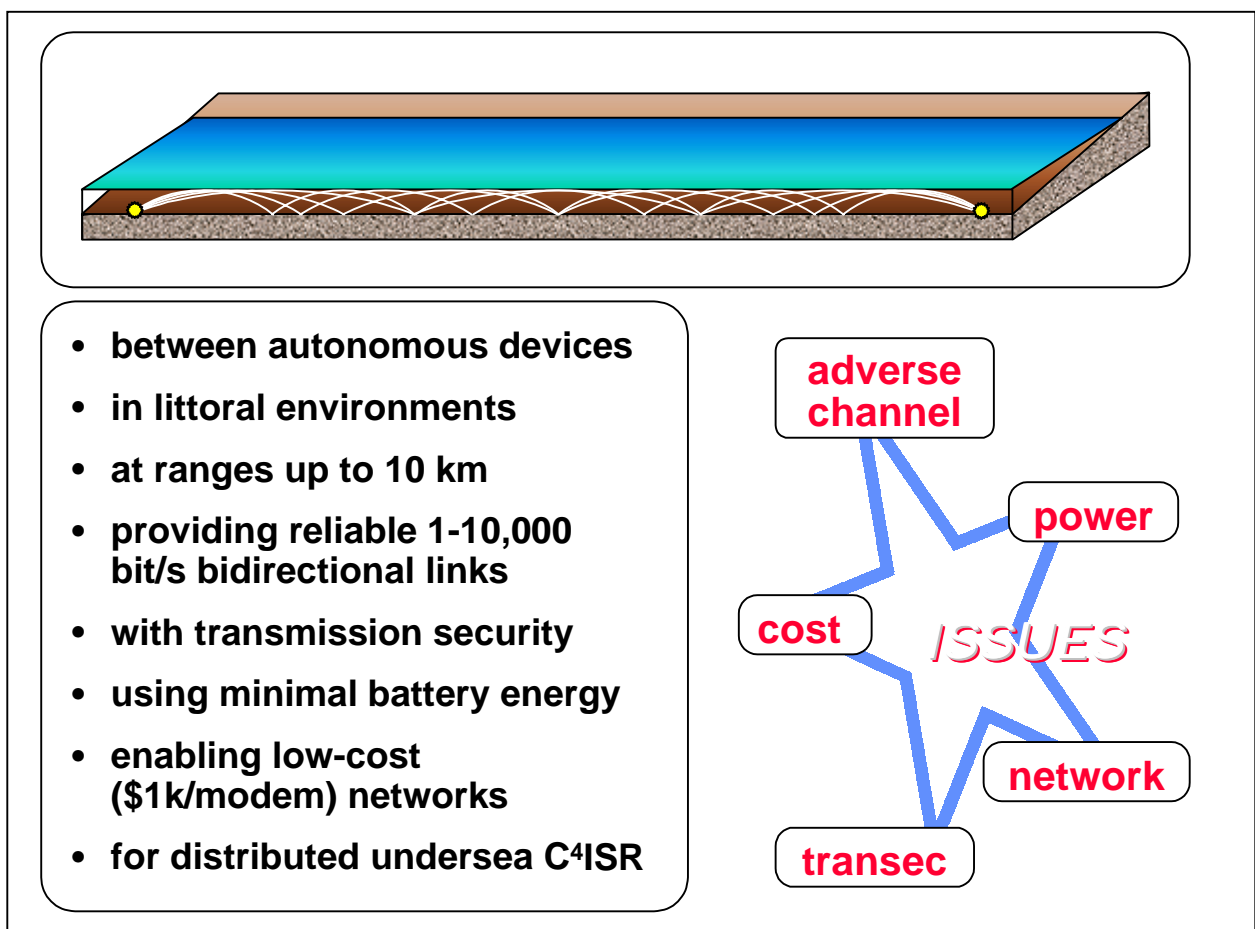 • between autonomous devices
• in littoral environments
• at ranges up to 10 km
• providing reliable 1-10,000
bit/s bidirectional links
• with transmission security
• using minimal battery energy
• enabling low-cost
($1k/modem) networks
• for distributed undersea C⁴ISR
adverse
channel
power
cost
ISSUES
network
transec